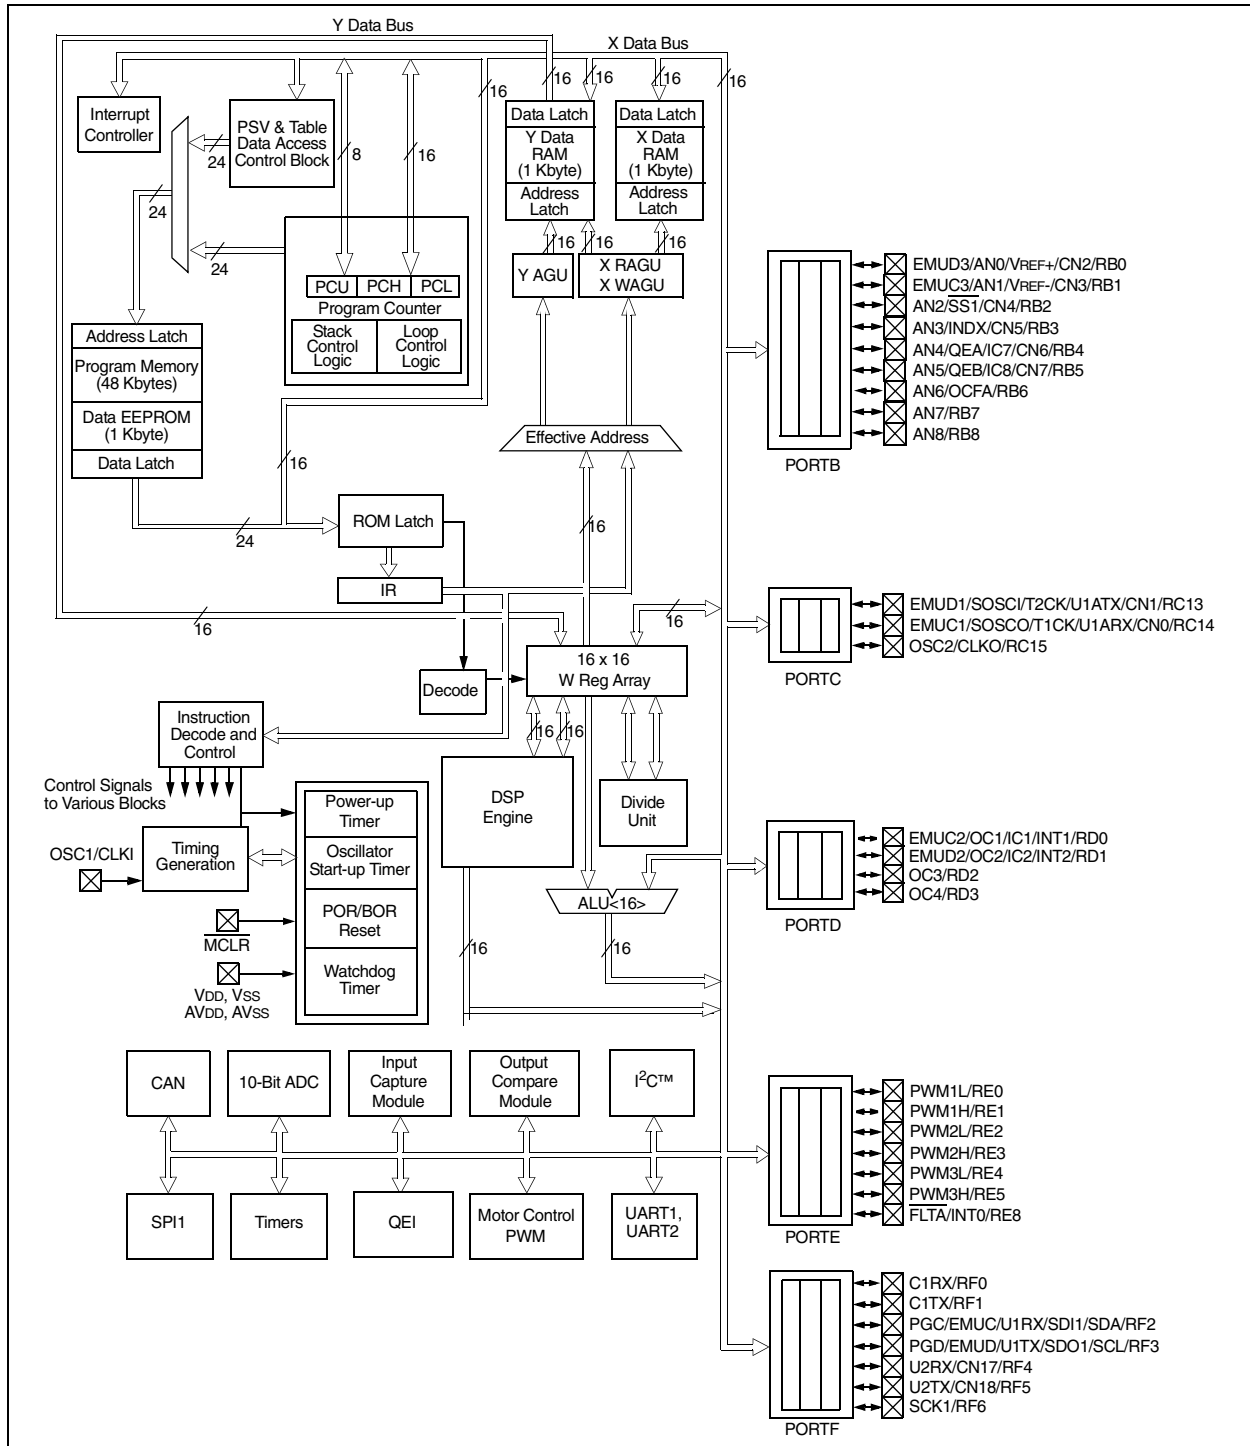 Y Data Bus
X Data Bus
16
16
16
16
16
Interrupt
Controller
PSV & Table
Data Access
Control Block
24
8
16
24
24
Data Latch
Y Data
RAM
(1 Kbyte)
Address
Latch
Data Latch
X Data
RAM
(1 Kbyte)
Address
Latch
16
16
16
Y AGU
X RAGU
X WAGU
PCU
PCH
PCL
Program Counter
Stack
Control
Logic
Loop
Control
Logic
Address Latch
Program Memory
(48 Kbytes)
Data EEPROM
(1 Kbyte)
Data Latch
Effective Address
16
24
ROM Latch
16
IR
16
16
16 x 16
W Reg Array
Decode
Instruction
Decode and
Control
16
16
Control Signals
to Various Blocks
DSP
Engine
Divide
Unit
Power-up
Timer
Timing
Generation
Oscillator
Start-up Timer
OSC1/CLKI
POR/BOR
Reset
MCLR
Watchdog
Timer
VDD, VSS
AVDD, AVSS
ALU<16>
16
16
CAN
10-Bit ADC
Input
Capture
Module
Output
Compare
Module
I²C™
SPI1
Timers
QEI
Motor Control
PWM
UART1,
UART2
EMUD3/AN0/VREF+/CN2/RB0
EMUC3/AN1/VREF-/CN3/RB1
AN2/SS1/CN4/RB2
AN3/INDX/CN5/RB3
AN4/QEA/IC7/CN6/RB4
AN5/QEB/IC8/CN7/RB5
AN6/OCFA/RB6
AN7/RB7
AN8/RB8
PORTB
EMUD1/SOSCI/T2CK/U1ATX/CN1/RC13
EMUC1/SOSCO/T1CK/U1ARX/CN0/RC14
OSC2/CLKO/RC15
PORTC
EMUC2/OC1/IC1/INT1/RD0
EMUD2/OC2/IC2/INT2/RD1
OC3/RD2
OC4/RD3
PORTD
PWM1L/RE0
PWM1H/RE1
PWM2L/RE2
PWM2H/RE3
PWM3L/RE4
PWM3H/RE5
FLTA/INT0/RE8
PORTE
C1RX/RF0
C1TX/RF1
PGC/EMUC/U1RX/SDI1/SDA/RF2
PGD/EMUD/U1TX/SDO1/SCL/RF3
U2RX/CN17/RF4
U2TX/CN18/RF5
SCK1/RF6
PORTF